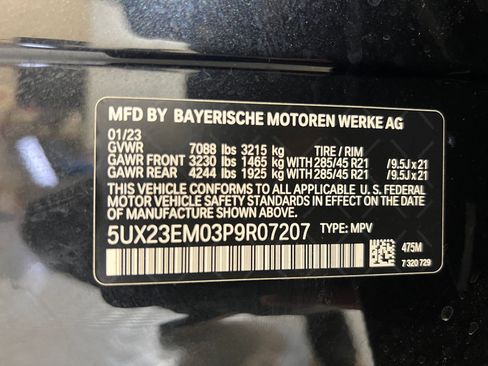 MFD BY BAYERISCHE MOTOREN WERKE AG
01/23
GVWR 7088 lbs 3215 kg TIRE / RIM
GAWR FRONT 3230 lbs 1465 kg WITH 285/45 R21 /9.5J x 21
GAWR REAR 4244 lbs 1925 kg WITH 285/45 R21 /9.5J x 21
THIS VEHICLE CONFORMS TO ALL APPLICABLE U. S. FEDERAL
MOTOR VEHICLE SAFETY STANDARDS IN EFFECT ON THE
DATE OF MANUFACTURE SHOWN ABOVE.
5UX23EM03P9R07207 TYPE: MPV
475M
7 320 729